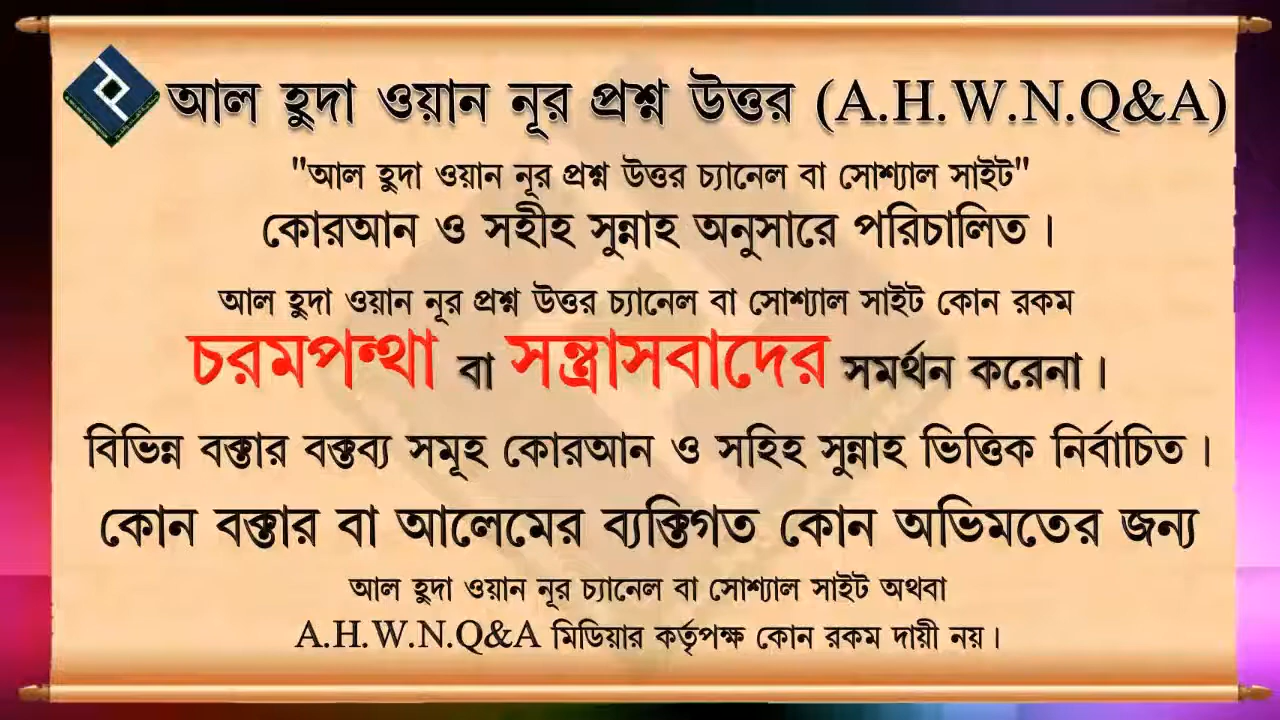 আল হুদা ওয়ান নূর প্রশ্ন উত্তর (A.H.W.N.Q&A)
"আল হুদা ওয়ান নূর প্রশ্ন উত্তর চ্যানেল বা সোশ্যাল সাইট"
কোরআন ও সহীহ সুন্নাহ অনুসারে পরিচালিত।
আল হুদা ওয়ান নূর প্রশ্ন উত্তর চ্যানেল বা সোশ্যাল সাইট কোন রকম
চরমপন্থা বা সন্ত্রাসবাদের সমর্থন করেনা।
বিভিন্ন বক্তার বক্তব্য সমূহ কোরআন ও সহিহ সুন্নাহ ভিত্তিক নির্বাচিত।
কোন বক্তার বা আলেমের ব্যক্তিগত কোন অভিমতের জন্য
আল হুদা ওয়ান নূর চ্যানেল বা সোশ্যাল সাইট অথবা
A.H.W.N.Q&A মিডিয়ার কর্তৃপক্ষ কোন রকম দায়ী নয়।